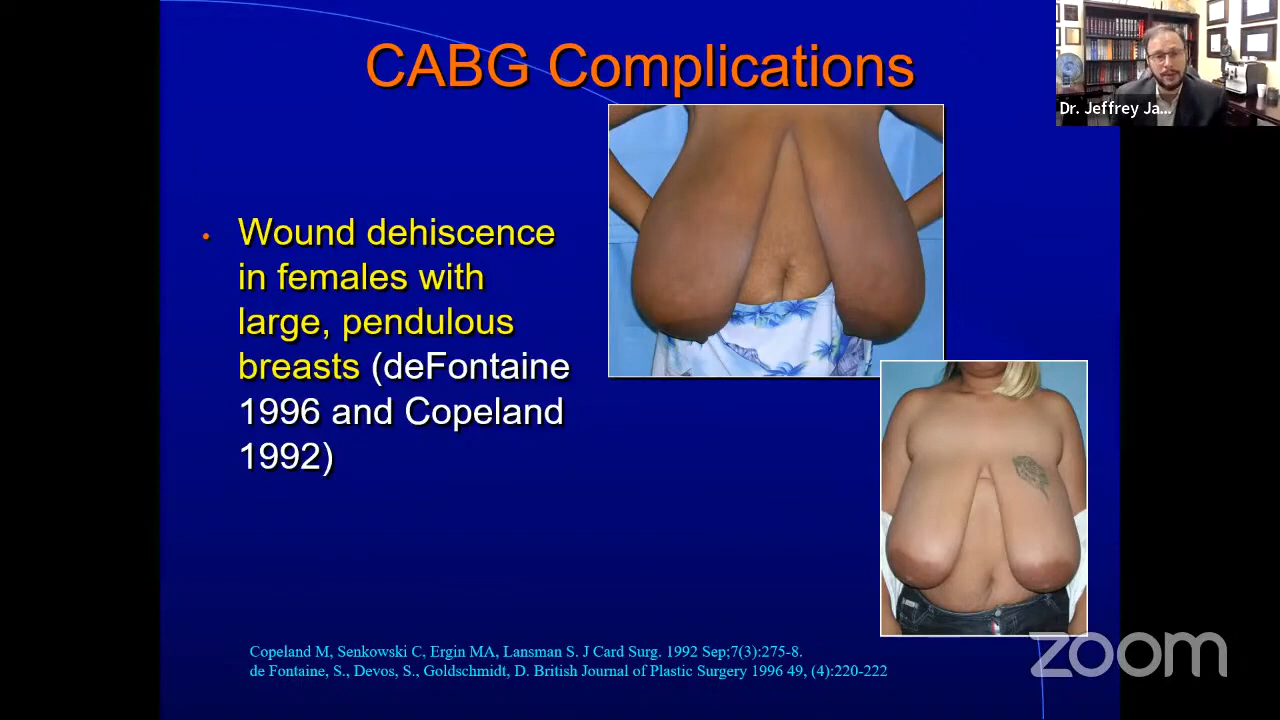 CABG Complications
Dr. Jeffrey Ja...
• Wound dehiscence
in females with
large, pendulous
breasts (deFontaine
1996 and Copeland
1992)
Copeland M, Senkowski C, Ergin MA, Lansman S. J Card Surg. 1992 Sep;7(3):275-8.
de Fontaine, S., Devos, S., Goldschmidt, D. British Journal of Plastic Surgery 1996 49, (4):220-222
zoom